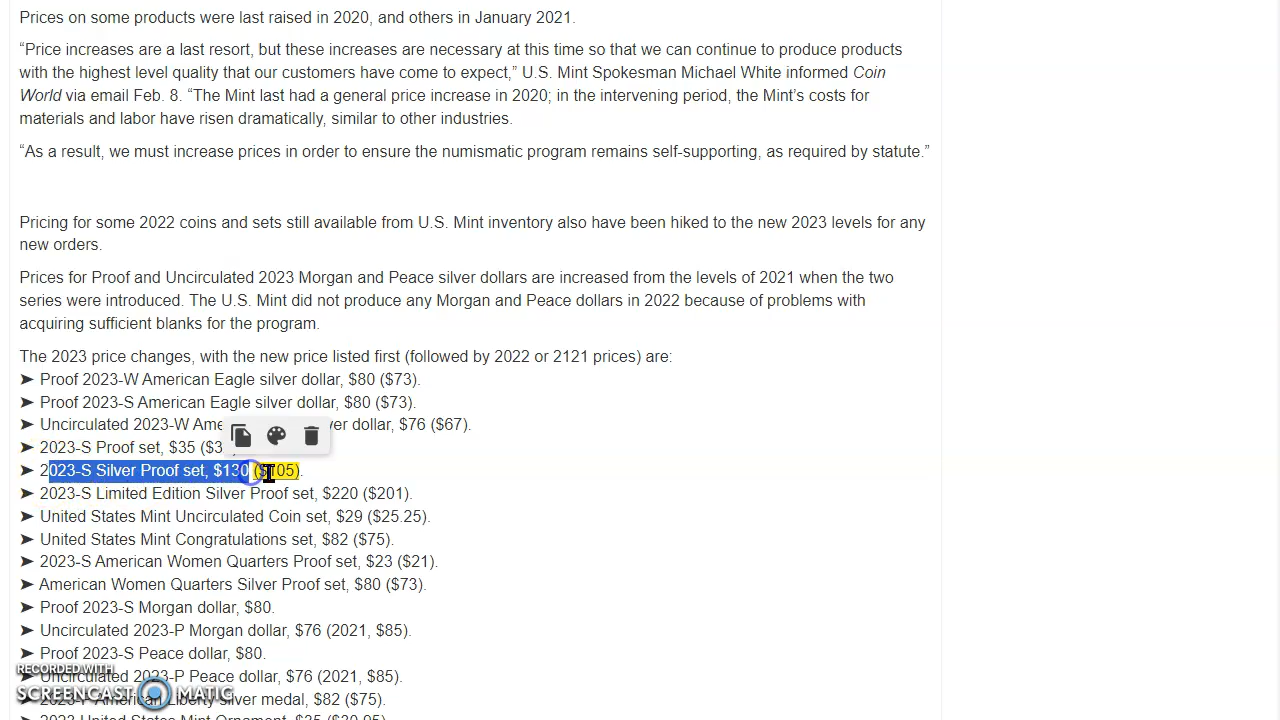 Prices on some products were last raised in 2020, and others in January 2021.
“Price increases are a last resort, but these increases are necessary at this time so that we can continue to produce products
with the highest level quality that our customers have come to expect,” U.S. Mint Spokesman Michael White informed Coin
World via email Feb. 8. “The Mint last had a general price increase in 2020; in the intervening period, the Mint’s costs for
materials and labor have risen dramatically, similar to other industries.
“As a result, we must increase prices in order to ensure the numismatic program remains self-supporting, as required by statute.”
Pricing for some 2022 coins and sets still available from U.S. Mint inventory also have been hiked to the new 2023 levels for any
new orders.
Prices for Proof and Uncirculated 2023 Morgan and Peace silver dollars are increased from the levels of 2021 when the two
series were introduced. The U.S. Mint did not produce any Morgan and Peace dollars in 2022 because of problems with
acquiring sufficient blanks for the program.
The 2023 price changes, with the new price listed first (followed by 2022 or 2121 prices) are:
➤ Proof 2023-W American Eagle silver dollar, $80 ($73).
➤ Proof 2023-S American Eagle silver dollar, $80 ($73).
➤ Uncirculated 2023-W Ame ver dollar, $76 ($67).
➤ 2023-S Proof set, $35 ($3
➤ 2023-S Silver Proof set, $130 ($105).
➤ 2023-S Limited Edition Silver Proof set, $220 ($201).
➤ United States Mint Uncirculated Coin set, $29 ($25.25).
➤ United States Mint Congratulations set, $82 ($75).
➤ 2023-S American Women Quarters Proof set, $23 ($21).
➤ American Women Quarters Silver Proof set, $80 ($73).
➤ Proof 2023-S Morgan dollar, $80.
➤ Uncirculated 2023-P Morgan dollar, $76 (2021, $85).
➤ Proof 2023-S Peace dollar, $80.
RECORDED WITH
➤ Uncirculated 2023-P Peace dollar, $76 (2021, $85).
SCREENCAST MATIC
➤ 2023-P American Liberty silver medal, $82 ($75).
2023 United States Mint Ornament, $35 ($30.95)